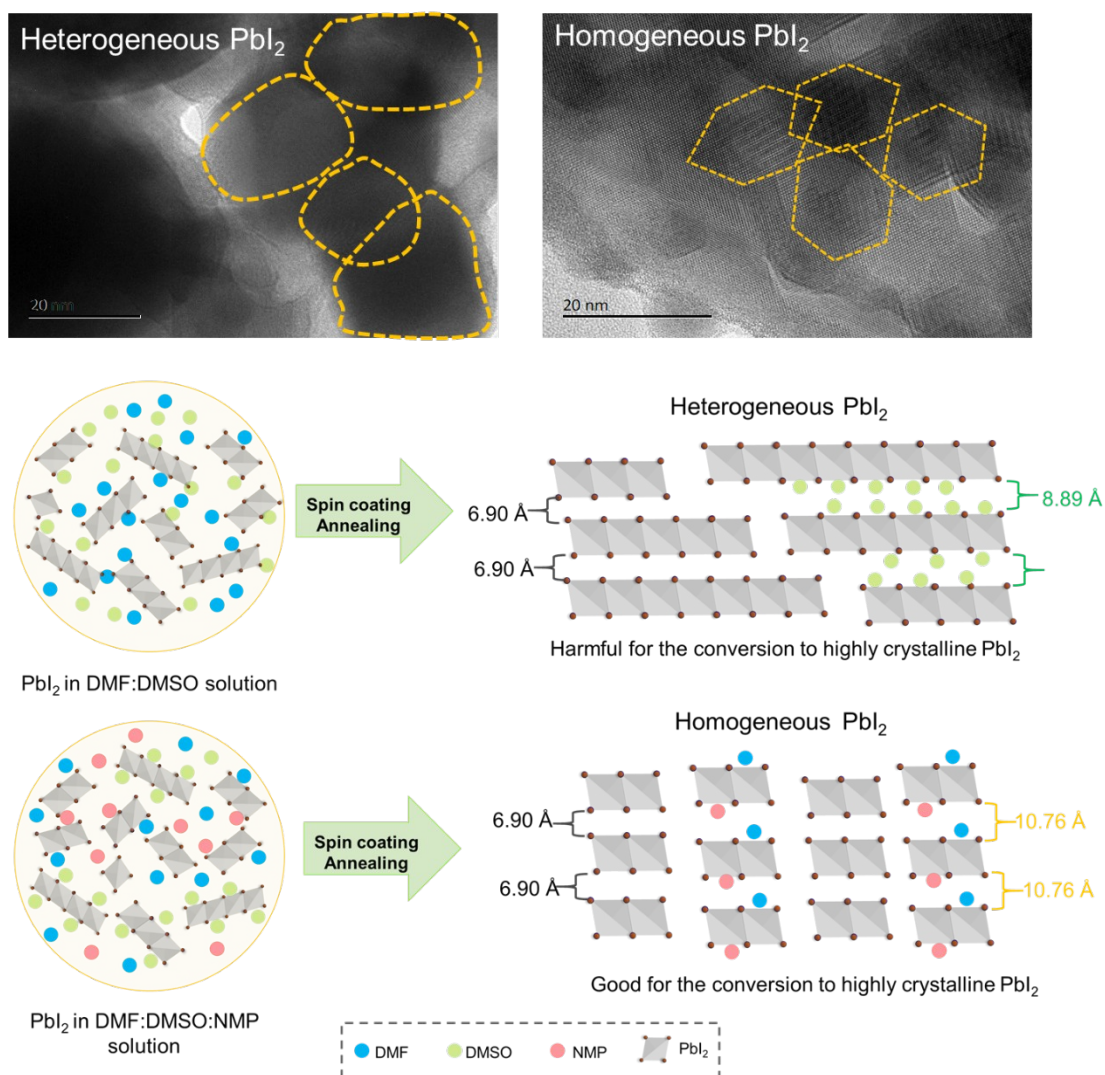 Heterogeneous PbI₂
Homogeneous PbI₂
20 nm
20 nm
Heterogeneous PbI₂
Spin coating
Annealing
6.90 Å
6.90 Å
8.89 Å
Harmful for the conversion to highly crystalline PbI₂
PbI₂ in DMF:DMSO solution
Homogeneous PbI₂
Spin coating
Annealing
6.90 Å
6.90 Å
10.76 Å
10.76 Å
Good for the conversion to highly crystalline PbI₂
PbI₂ in DMF:DMSO:NMP
solution
DMF
DMSO
NMP
PbI₂